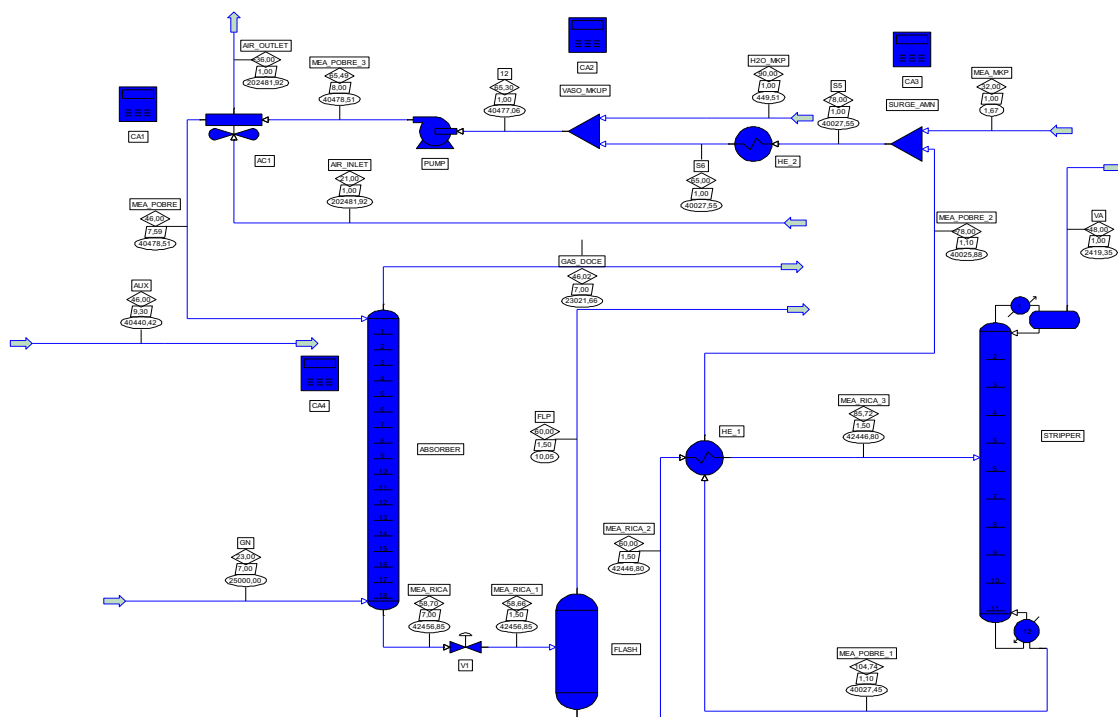 AIR_OUTLET
36,00
1,00
202481,92
MEA_POBRE_3
65,49
8,00
40478,51
12
65,30
1,00
40477,06
CA2
VASO_MKUP
H2O_MKP
90,00
1,00
449,51
S5
78,00
1,00
40027,55
CA3
SURGE_AMN
MEA_MKP
32,00
1,00
1,67
CA1
AC1
PUMP
HE_2
AIR_INLET
21,00
1,00
202481,92
S6
65,00
1,00
40027,55
MEA_POBRE
46,00
7,59
40478,51
MEA_POBRE_2
78,00
1,10
40025,88
VA
48,00
1,00
2419,35
GAS_DOCE
46,02
7,00
23021,66
AUX
46,00
9,30
40440,42
CA4
ABSORBER
FLP
60,00
1,50
10,05
HE_1
MEA_RICA_3
85,72
1,50
42446,80
STRIPPER
MEA_RICA_2
60,00
1,50
42446,80
GN
23,00
7,00
25000,00
MEA_RICA
58,70
7,00
42456,85
MEA_RICA_1
58,66
1,50
42456,85
V1
FLASH
MEA_POBRE_1
104,74
1,10
40027,45